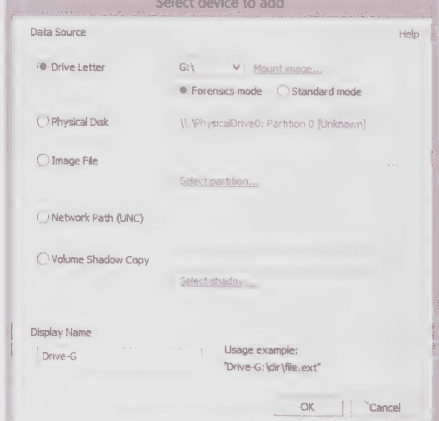 Select device to add
Data Source
Help
Drive Letter
G:\
Mount image...
Forensics mode
Standard mode
Physical Disk
\\.\PhysicalDrive0: Partition 0 [Unknown]
Image File
...
Select partition...
Network Path (UNC)
Volume Shadow Copy
Select shadow...
Display Name
Drive-G
Usage example:
"Drive-G:\dir\file.ext"
OK
Cancel